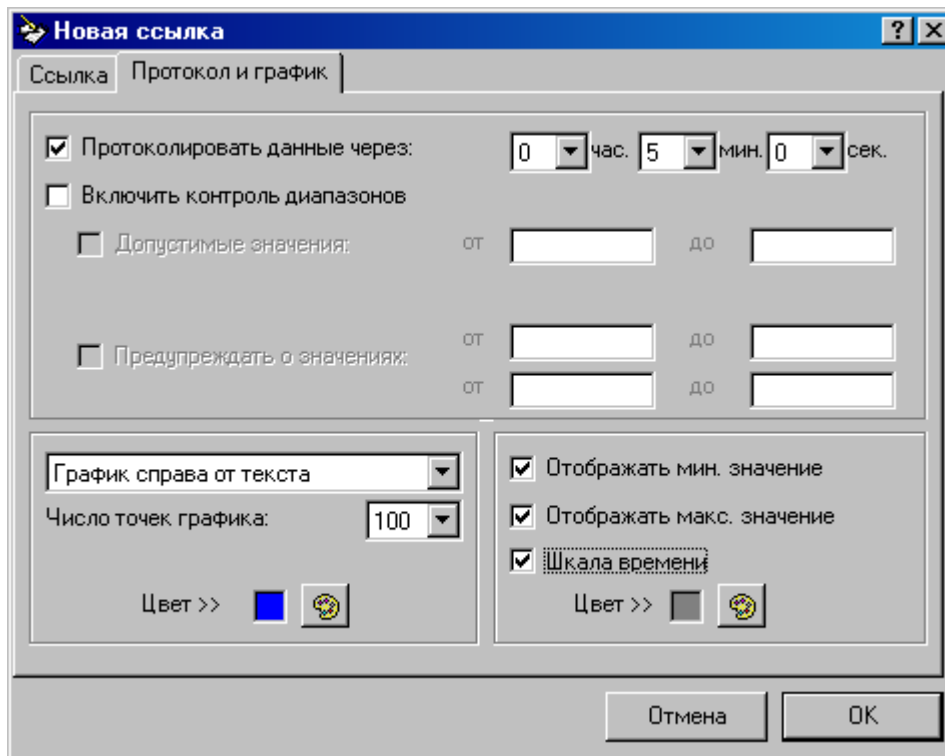 Новая ссылка
Ссылка Протокол и график
Протоколировать данные через: 0 час. 5 мин. 0 сек.
Включить контроль диапазонов
Допустимые значения: от до
от до
Предупреждать о значениях:
от до
График справа от текста
Число точек графика: 100
Цвет >>
Отображать мин. значение
Отображать макс. значение
Шкала времени
Цвет >>
Отмена OK